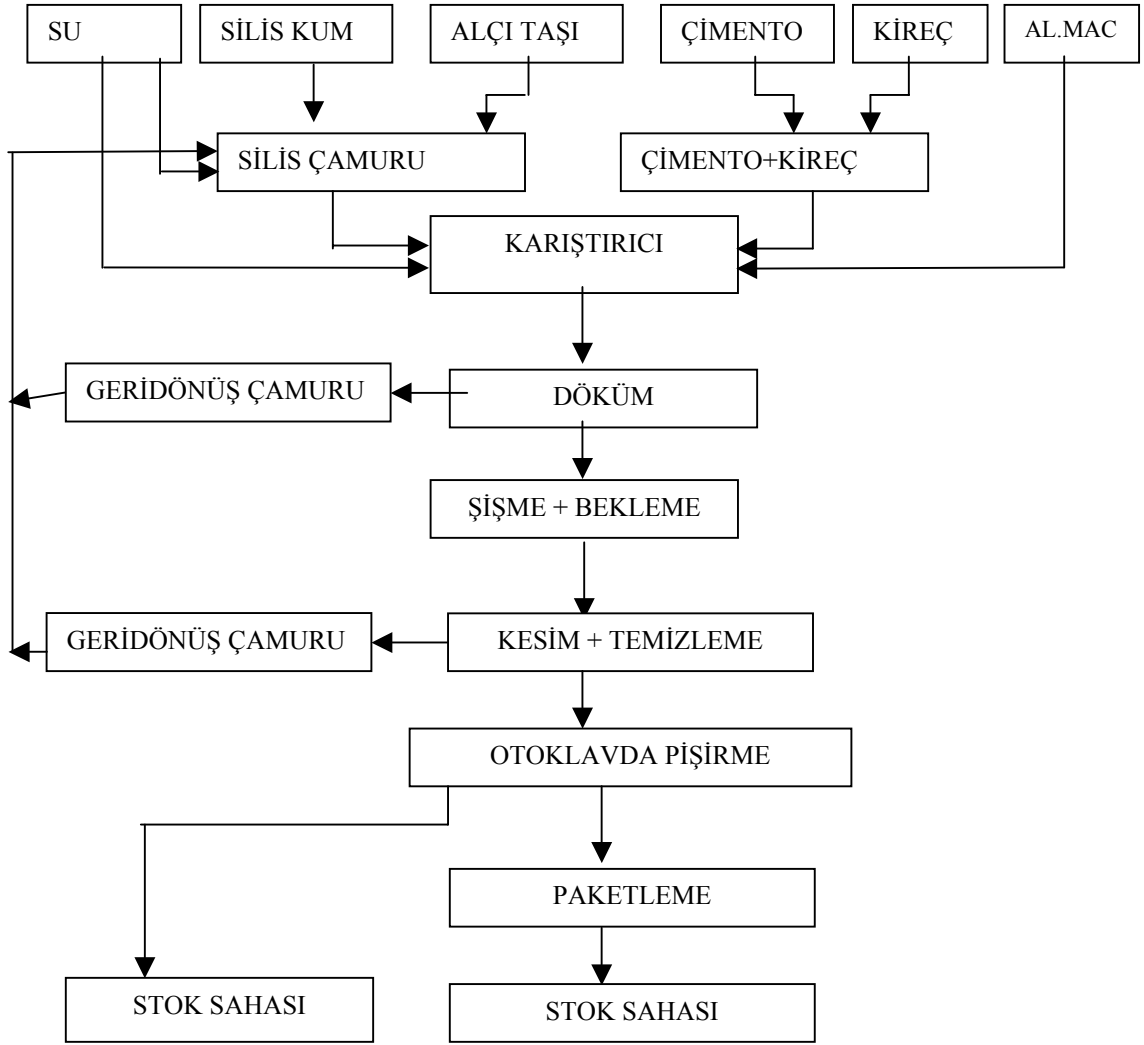 SU
SİLİS KUM
ALÇI TAŞI
ÇİMENTO
KİREÇ
AL.MAC
SİLİS ÇAMURU
ÇİMENTO+KİREÇ
KARIŞTIRICI
GERİDÖNÜŞ ÇAMURU
DÖKÜM
ŞİŞME + BEKLEME
GERİDÖNÜŞ ÇAMURU
KESİM + TEMİZLEME
OTOKLAVDA PİŞİRME
PAKETLEME
STOK SAHASI
STOK SAHASI